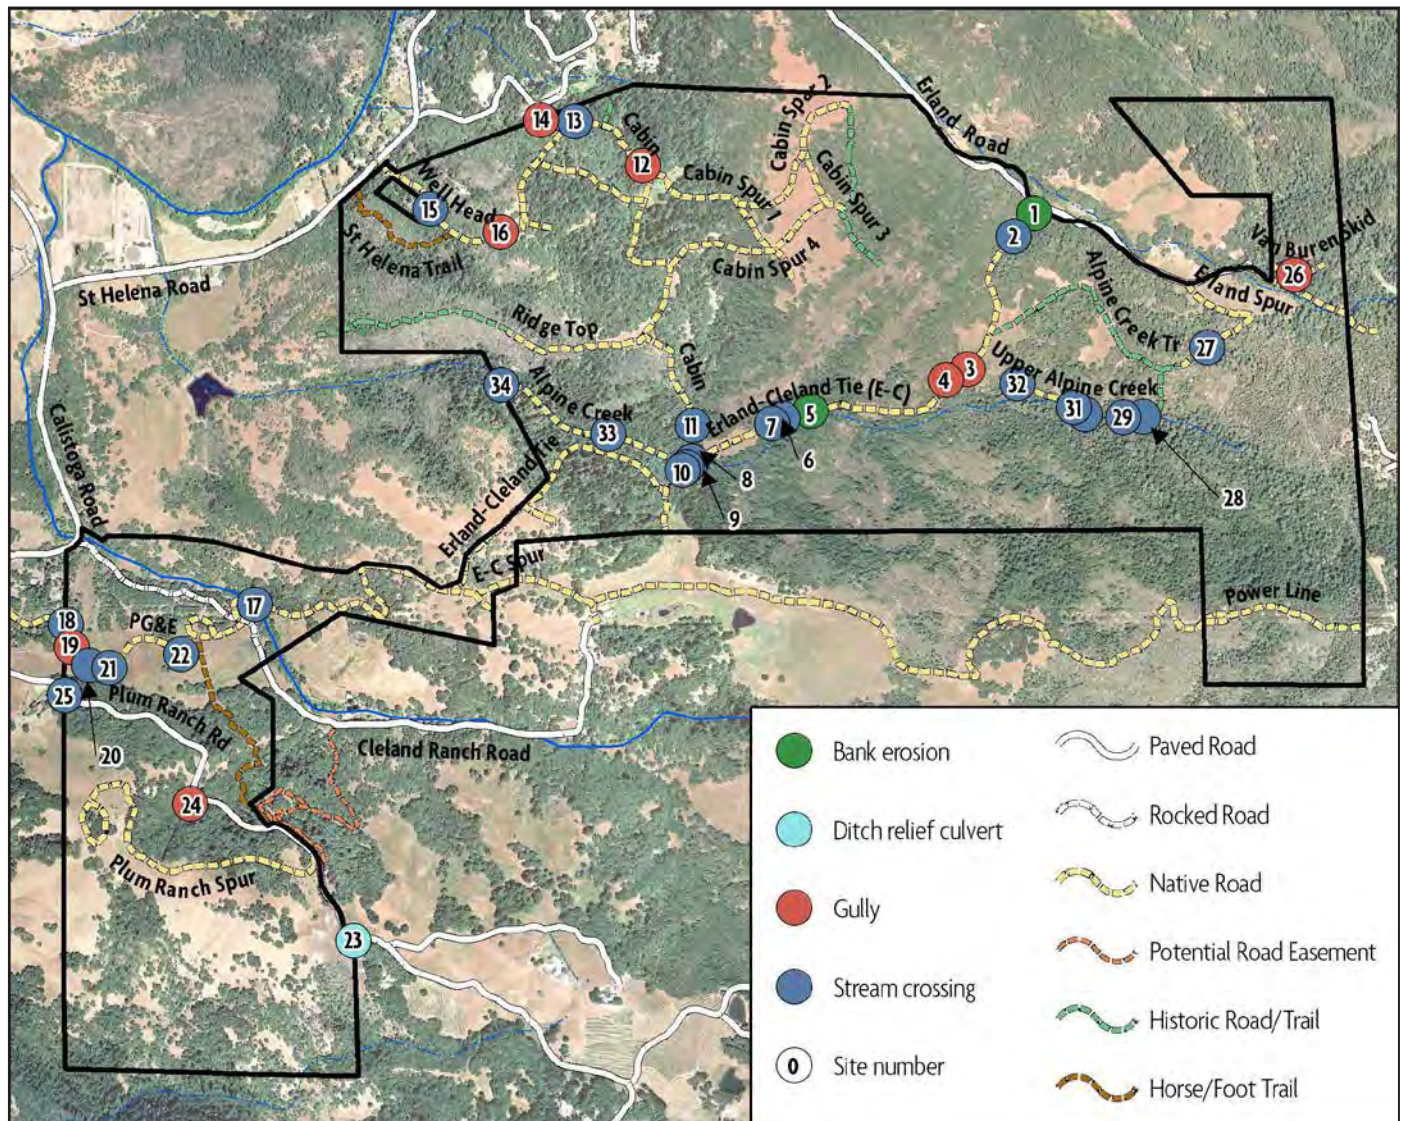 Erland Road
Cabin Spur 2
14
13
Cabin
12
Cabin Spur 1
Cabin Spur 3
Well Head
15
16
St Helena Trail
St Helena Road
Cabin Spur 4
1
2
Van Buren Skid
26
Erland Spur
Alpine Creek Tr
27
Ridge Top
Cabin
3
4
Upper Alpine Creek
32
31
29
28
34
Alpine Creek
33
11
Erland-Cleland Tie (E-C)
7
5
6
10
8
9
Calistoga Road
Erland-Cleland Tie
E-C Spur
Power Line
17
18
19
PG&E
22
21
25
20
Plum Ranch Rd
Cleland Ranch Road
24
Plum Ranch Spur
23
Bank erosion
Ditch relief culvert
Gully
Stream crossing
0 Site number
Paved Road
Rocked Road
Native Road
Potential Road Easement
Historic Road/Trail
Horse/Foot Trail